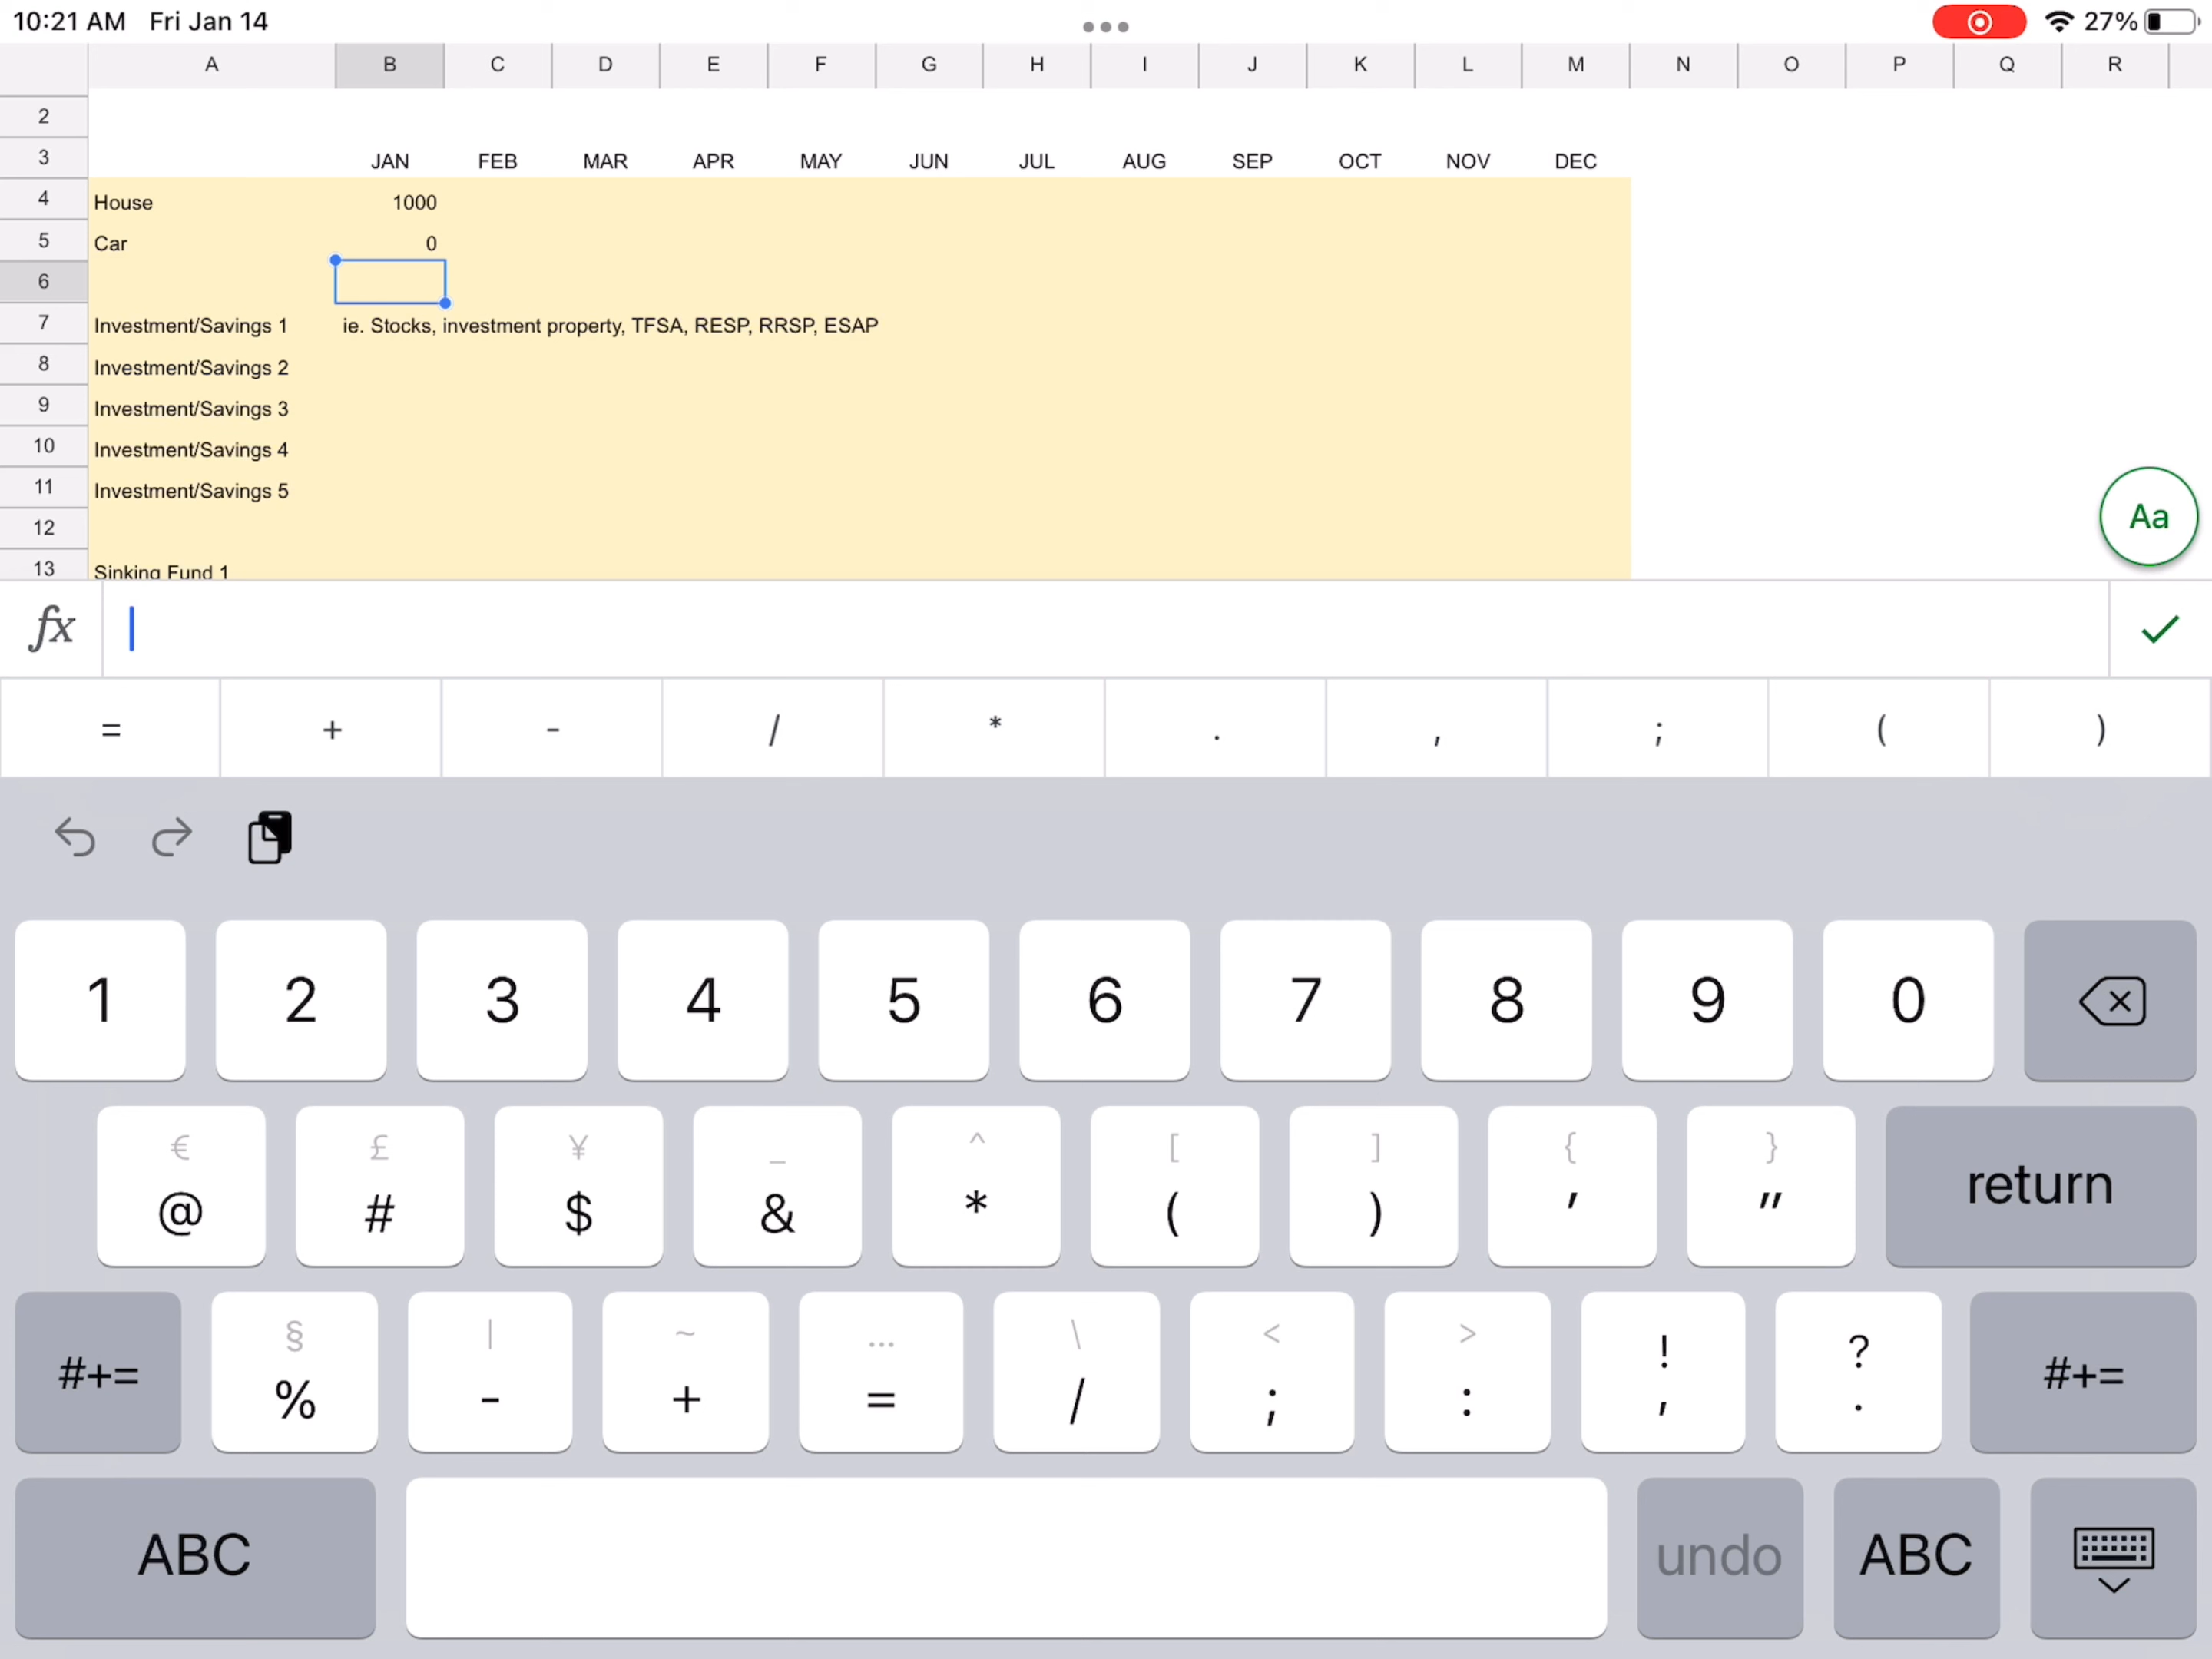 10:21 AM Fri Jan 14 27%
A B C D E F G H I J K L M N O P Q R
2
3 JAN FEB MAR APR MAY JUN JUL AUG SEP OCT NOV DEC
4 House 1000
5 Car 0
6
7 Investment/Savings 1 ie. Stocks, investment property, TFSA, RESP, RRSP, ESAP
8 Investment/Savings 2
9 Investment/Savings 3
10 Investment/Savings 4
11 Investment/Savings 5
12
13 Sinking Fund 1
Aa
fx
= + - / * . , ; ( )
1 2 3 4 5 6 7 8 9 0
€ £ ¥ _ ^ [ ] { }
@ # $ & * ( ) ' " return
§ | ~ … \ < > ! ?
#+= % - + = / ; : , . #+=
ABC undo ABC